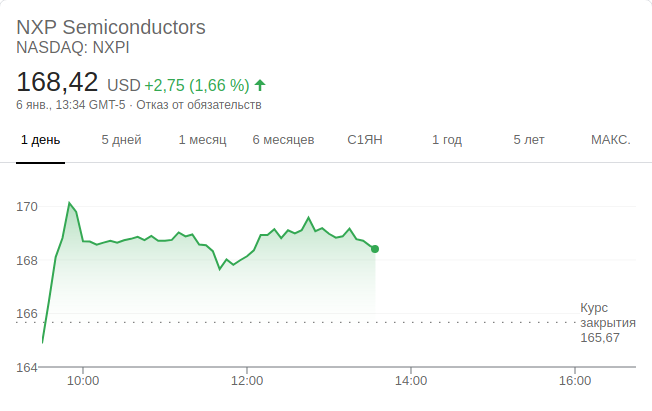 NXP Semiconductors
NASDAQ: NXPI
168,42 USD +2,75 (1,66 %)
6 янв., 13:34 GMT-5 · Отказ от обязательств
1 день 5 дней 1 месяц 6 месяцев С1ЯН 1 год 5 лет МАКС.
170
168
166
Курс
закрытия
165,67
164
10:00 12:00 14:00 16:00